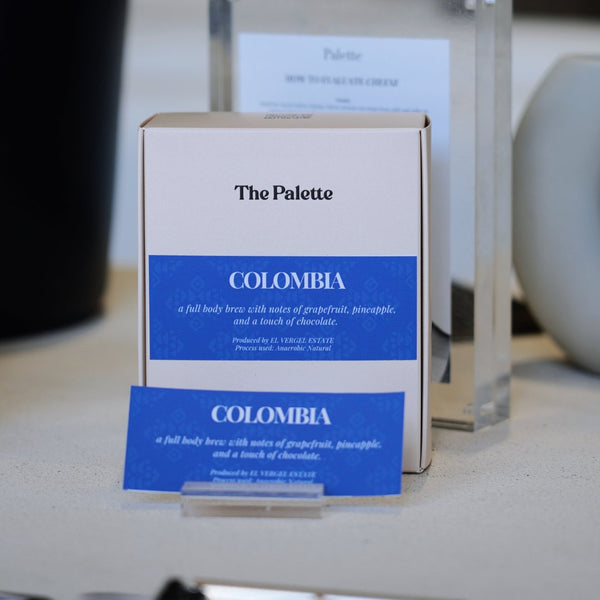 Palette
HOW TO EVALUATE CHEESE
The Palette
COLOMBIA
a full body brew with notes of grapefruit, pineapple,
and a touch of chocolate.
Produced by EL VERGEL ESTATE
Process used: Anaerobic Natural
COLOMBIA
a full body brew with notes of grapefruit, pineapple,
and a touch of chocolate.
Produced by EL VERGEL ESTATE
Process used: Anaerobic Natural